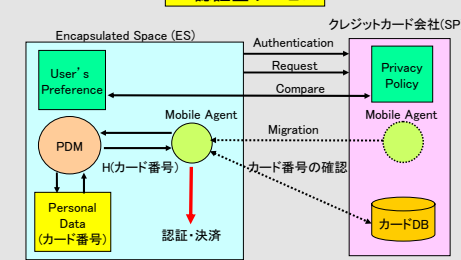 クレジットカード会社(SP
Encapsulated Space (ES)
Authentication
Request
Compare
User's
Preference
Privacy
Policy
Mobile Agent
Mobile Agent
Migration
PDM
H(カード番号)
カード番号の確認
Personal
Data
(カード番号)
認証・決済
カードDB